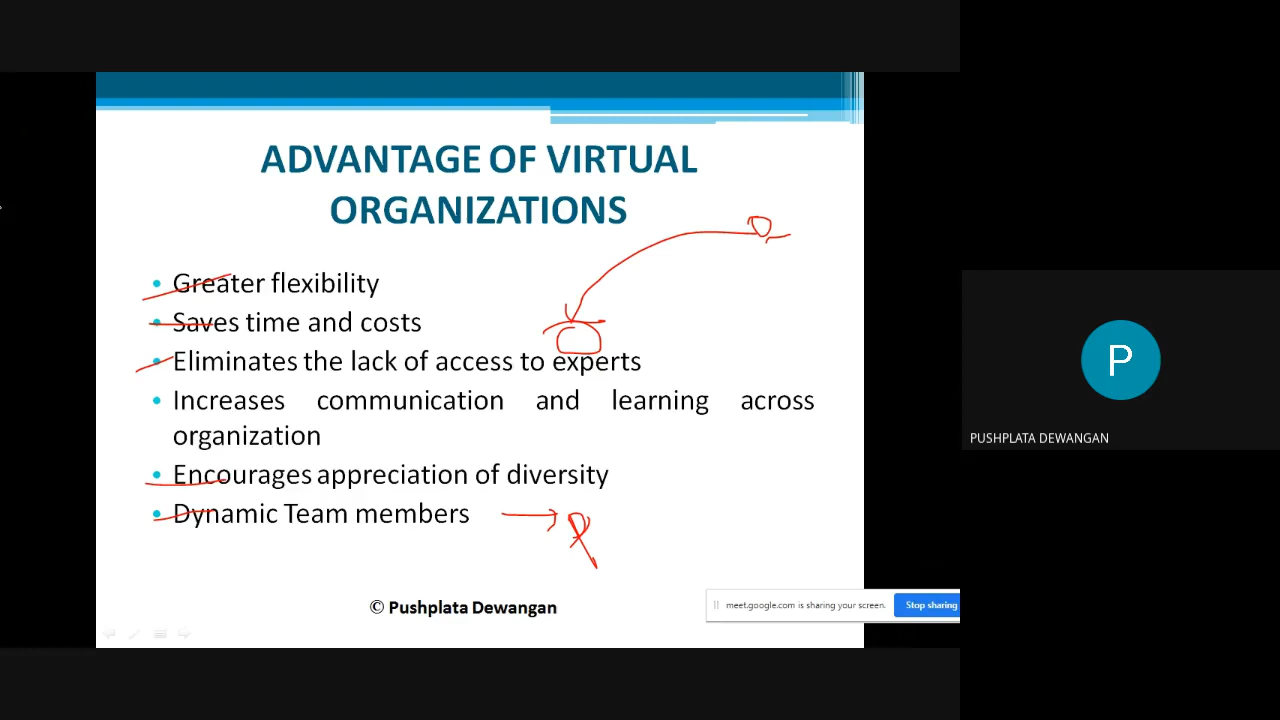 ADVANTAGE OF VIRTUAL
ORGANIZATIONS
• Greater flexibility
• Saves time and costs
• Eliminates the lack of access to experts
• Increases communication and learning across
organization
• Encourages appreciation of diversity
• Dynamic Team members
© Pushplata Dewangan
meet.google.com is sharing your screen.
Stop sharing
P
PUSHPLATA DEWANGAN